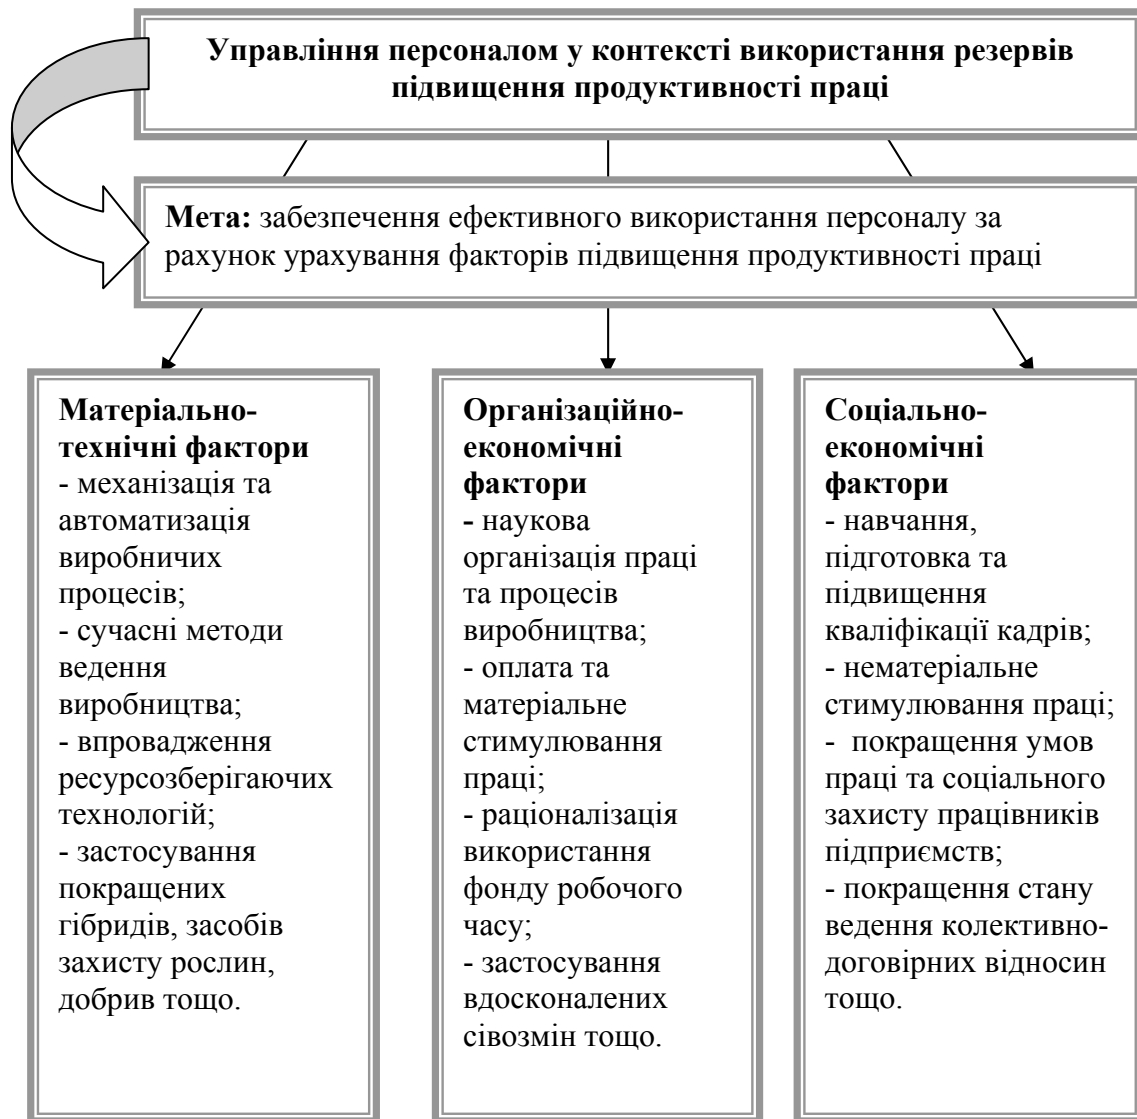 Управління персоналом у контексті використання резервів
підвищення продуктивності праці
Мета: забезпечення ефективного використання персоналу за
рахунок урахування факторів підвищення продуктивності праці
Матеріально-
технічні фактори
- механізація та
автоматизація
виробничих
процесів;
- сучасні методи
ведення
виробництва;
- впровадження
ресурсозберігаючих
технологій;
- застосування
покращених
гібридів, засобів
захисту рослин,
добрив тощо.
Організаційно-
економічні
фактори
- наукова
організація праці
та процесів
виробництва;
- оплата та
матеріальне
стимулювання
праці;
- раціоналізація
використання
фонду робочого
часу;
- застосування
вдосконалених
сівозмін тощо.
Соціально-
економічні
фактори
- навчання,
підготовка та
підвищення
кваліфікації кадрів;
- нематеріальне
стимулювання праці;
-  покращення умов
праці та соціального
захисту працівників
підприємств;
- покращення стану
ведення колективно-
договірних відносин
тощо.